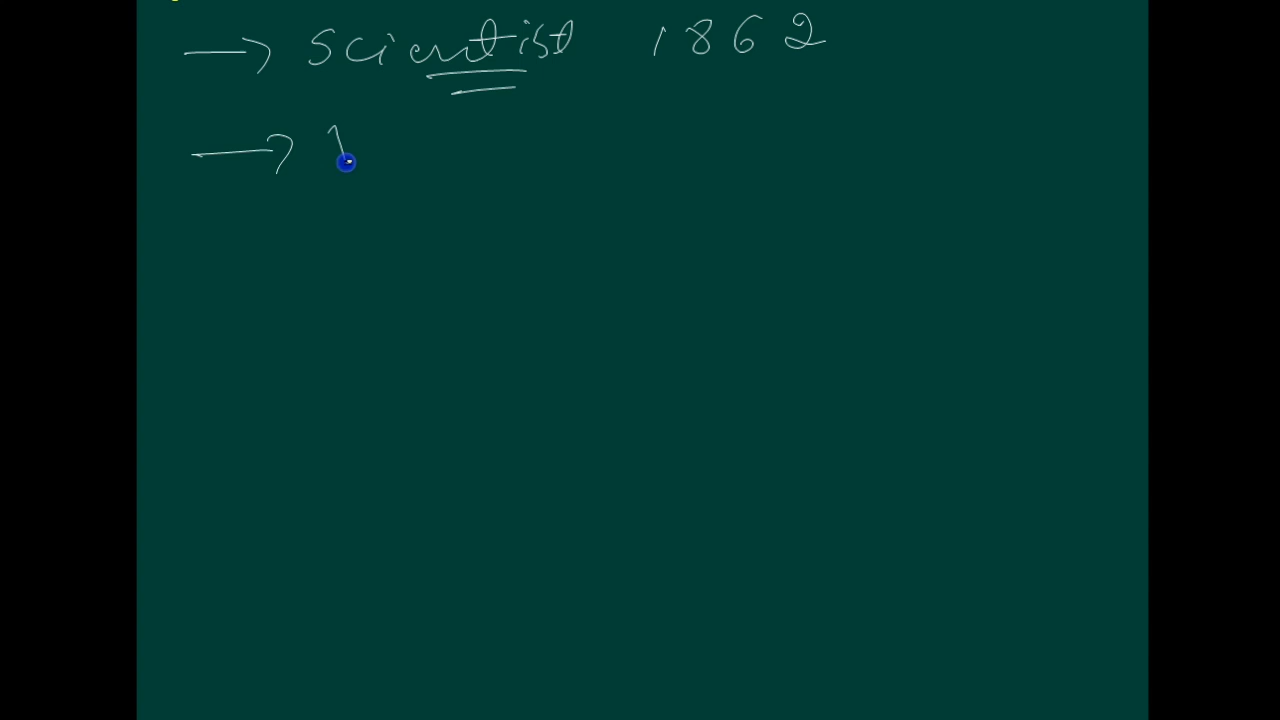 → Scientist 1862
→